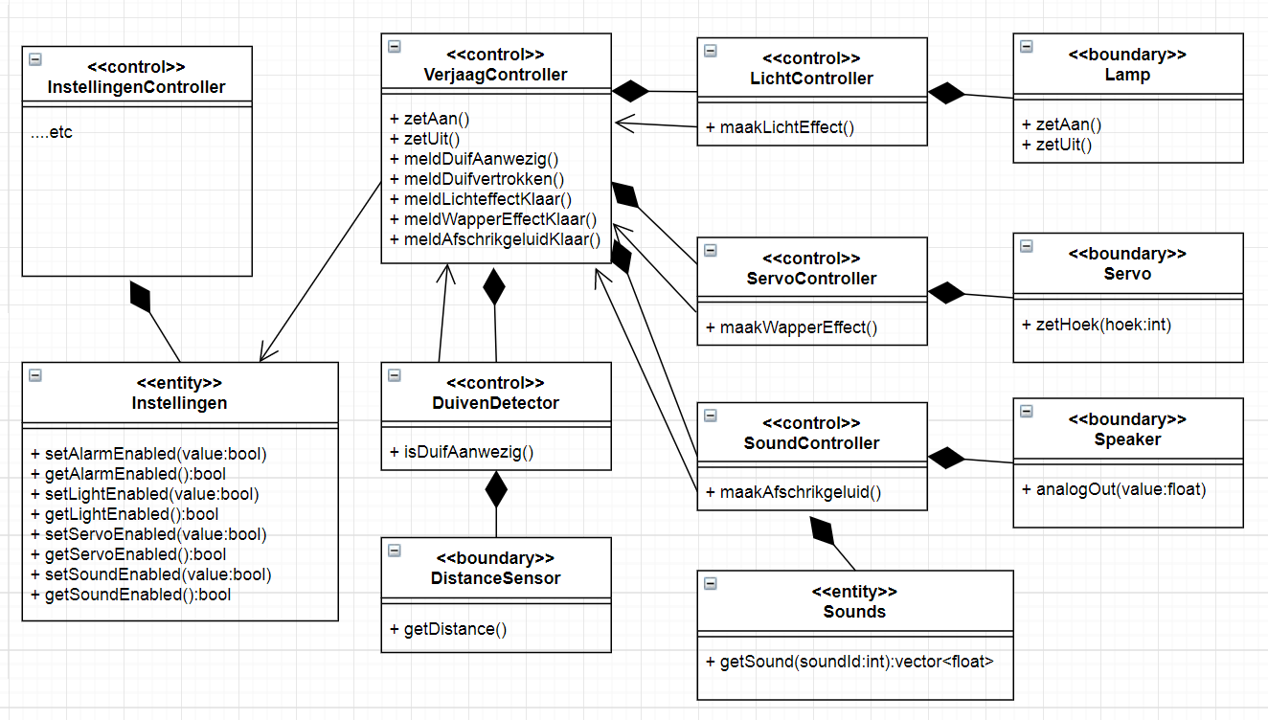 <<control>>
InstellingenController
....etc
<<control>>
VerjaagController
+ zetAan()
+ zetUit()
+ meldDuifAanwezig()
+ meldDuifvertrokken()
+ meldLichteffectKlaar()
+ meldWapperEffectKlaar()
+ meldAfschrikgeluidKlaar()
<<control>>
LichtController
+ maakLichtEffect()
<<boundary>>
Lamp
+ zetAan()
+ zetUit()
<<control>>
ServoController
+ maakWapperEffect()
<<boundary>>
Servo
+ zetHoek(hoek:int)
<<entity>>
Instellingen
+ setAlarmEnabled(value:bool)
+ getAlarmEnabled():bool
+ setLightEnabled(value:bool)
+ getLightEnabled():bool
+ setServoEnabled(value:bool)
+ getServoEnabled():bool
+ setSoundEnabled(value:bool)
+ getSoundEnabled():bool
<<control>>
DuivenDetector
+ isDuifAanwezig()
<<control>>
SoundController
+ maakAfschrikgeluid()
<<boundary>>
Speaker
+ analogOut(value:float)
<<boundary>>
DistanceSensor
+ getDistance()
<<entity>>
Sounds
+ getSound(soundId:int):vector<float>